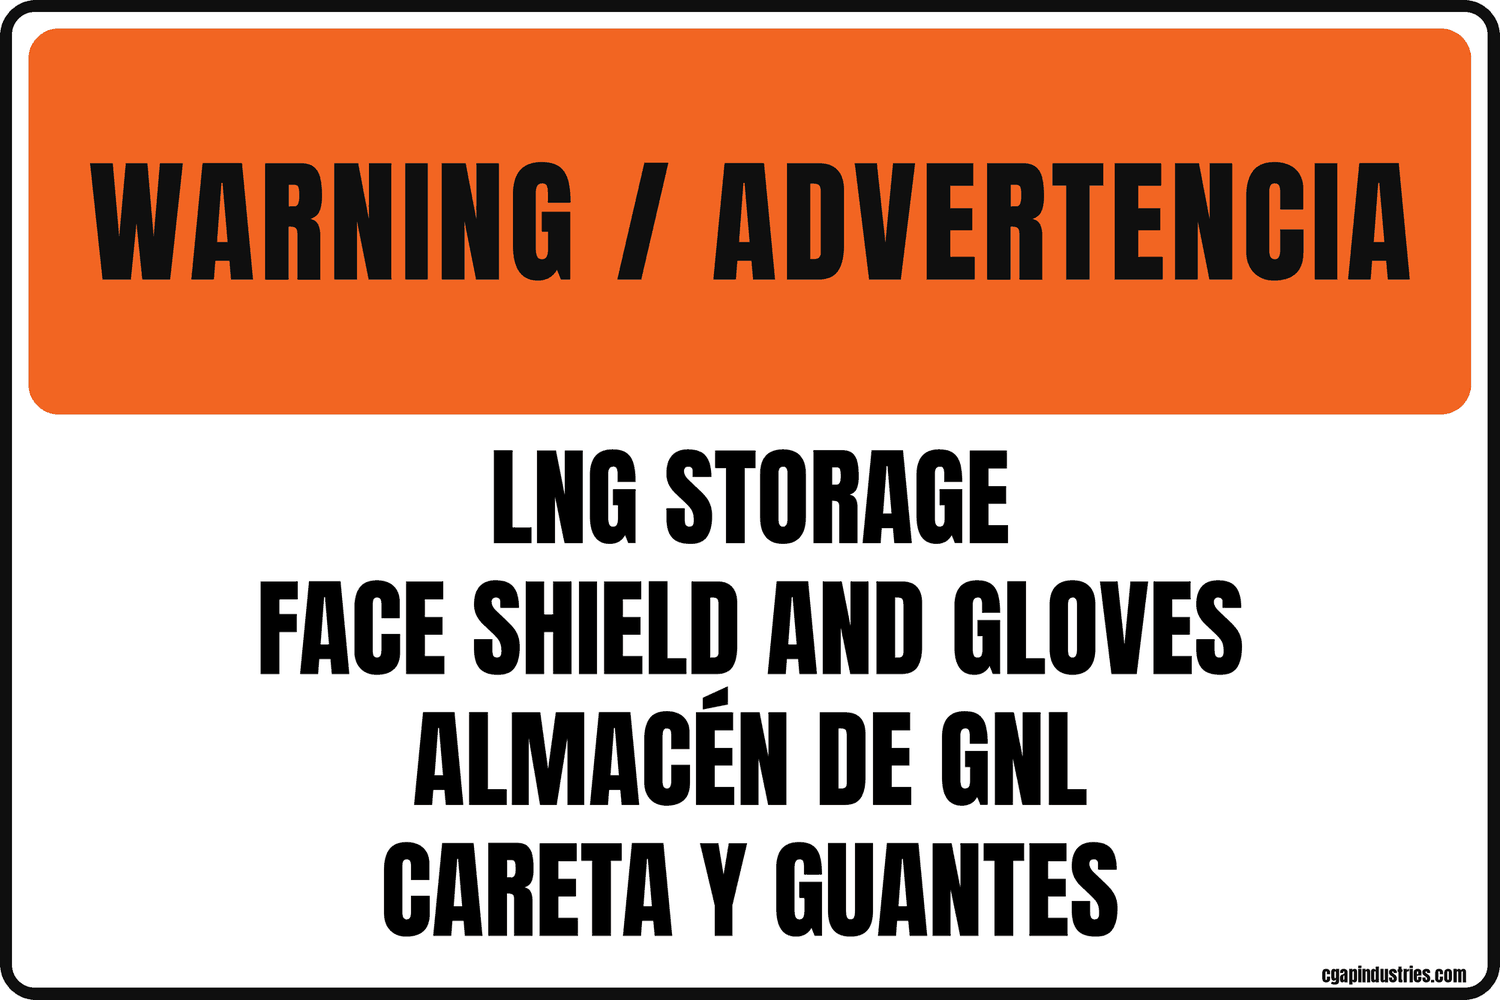 WARNING / ADVERTENCIA
LNG STORAGE
FACE SHIELD AND GLOVES
ALMACÉN DE GNL
CARETA Y GUANTES
cgapindustries.com